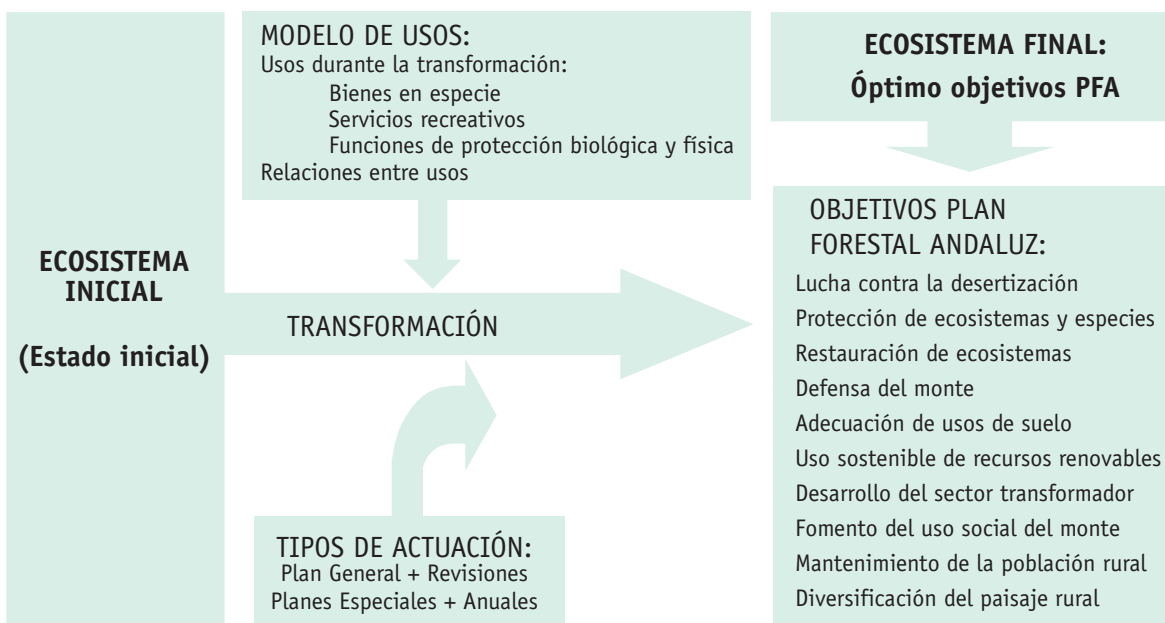 ECOSISTEMA
INICIAL
(Estado inicial)
MODELO DE USOS:
Usos durante la transformación:
Bienes en especie
Servicios recreativos
Funciones de protección biológica y física
Relaciones entre usos
TRANSFORMACIÓN
TIPOS DE ACTUACIÓN:
Plan General + Revisiones
Planes Especiales + Anuales
ECOSISTEMA FINAL:
Óptimo objetivos PFA
OBJETIVOS PLAN
FORESTAL ANDALUZ:
Lucha contra la desertización
Protección de ecosistemas y especies
Restauración de ecosistemas
Defensa del monte
Adecuación de usos de suelo
Uso sostenible de recursos renovables
Desarrollo del sector transformador
Fomento del uso social del monte
Mantenimiento de la población rural
Diversificación del paisaje rural